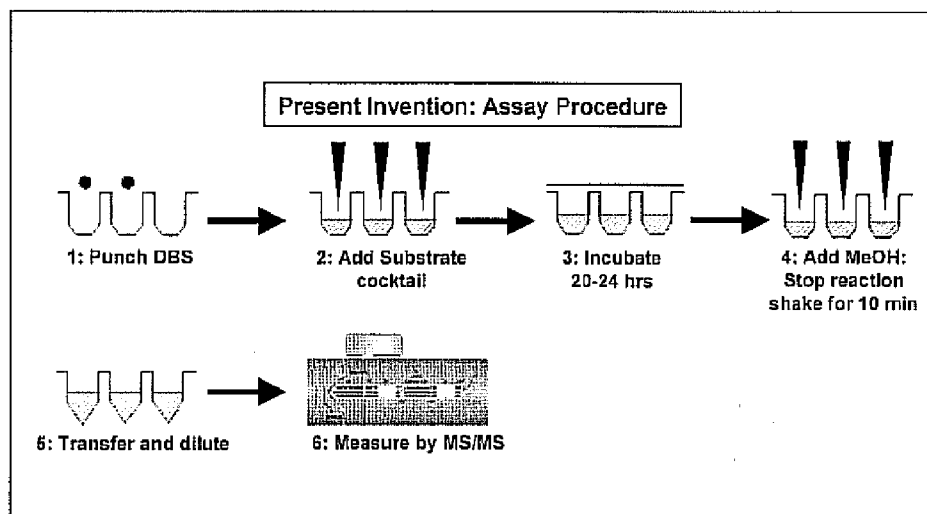 Present Invention: Assay Procedure
1: Punch DBS
2: Add Substrate
cocktail
3: Incubate
20-24 hrs
4: Add MeOH:
Stop reaction
shake for 10 min
5: Transfer and dilute
6: Measure by MS/MS